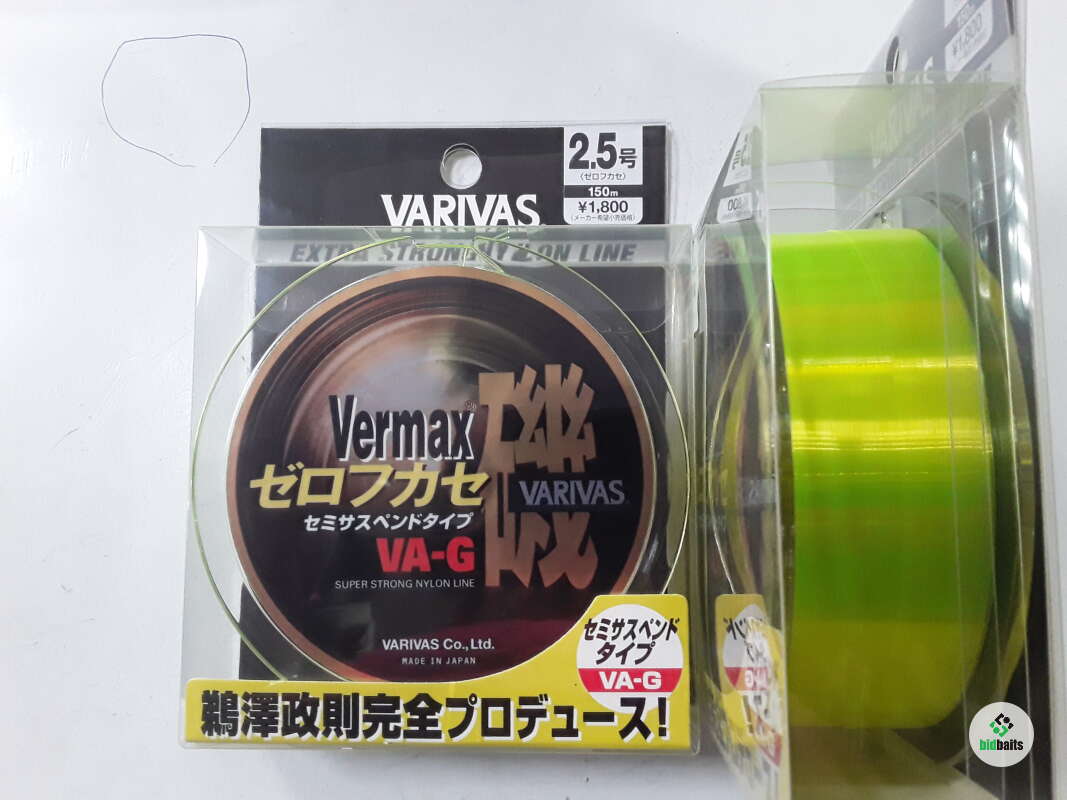 2.5号
(ゼロフカセ)
150m
¥1,800
(メーカー希望小売価格)
VARIVAS
EXTRA STRONG NYLON LINE
Vermax
磯
ゼロフカセ
VARIVAS
セミサスペンドタイプ
VA-G
SUPER STRONG NYLON LINE
VARIVAS Co.,Ltd.
MADE IN JAPAN
セミサスペンド
タイプ
VA-G
鵜澤政則完全プロデュース!
150m
¥1,800
VARIVAS
bidbaits